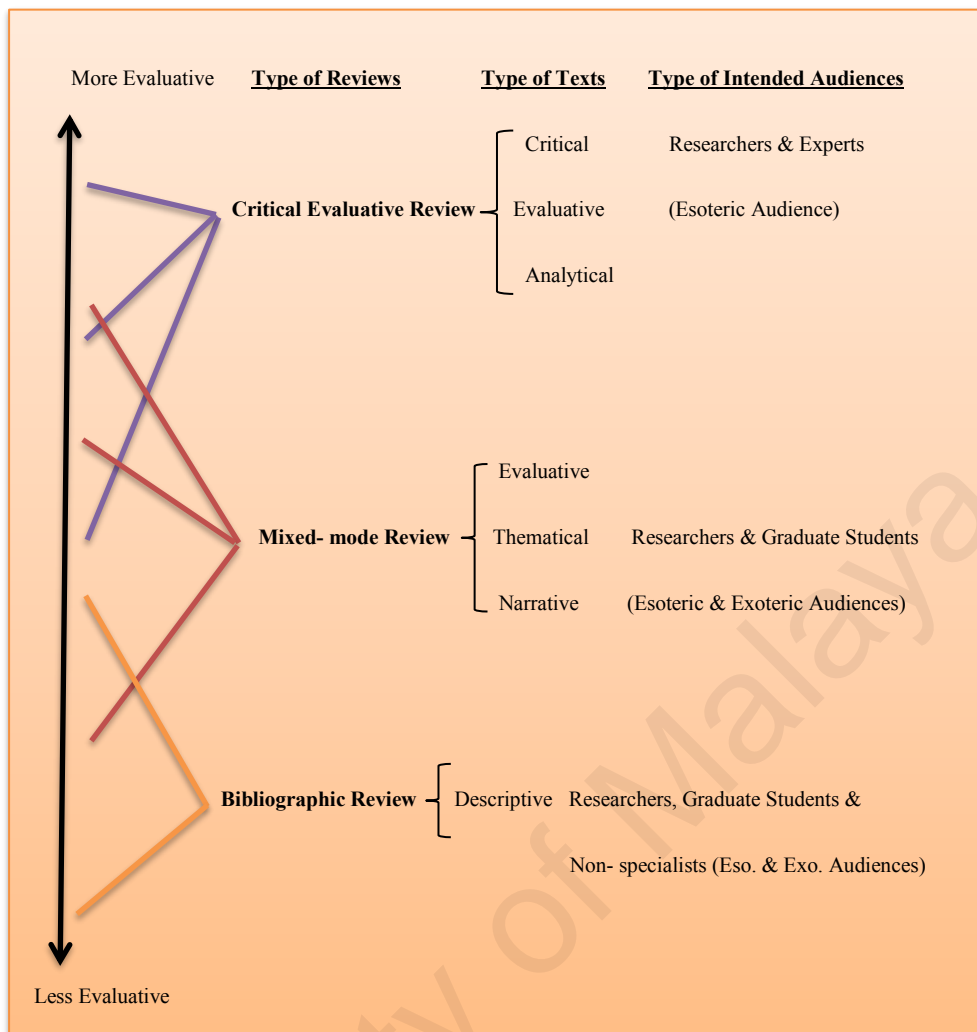 More Evaluative Type of Reviews Type of Texts Type of Intended Audiences
Critical Researchers & Experts
Critical Evaluative Review Evaluative (Esoteric Audience)
Analytical
Evaluative
Mixed- mode Review Thematical Researchers & Graduate Students
Narrative (Esoteric & Exoteric Audiences)
Bibliographic Review Descriptive Researchers, Graduate Students &
Non- specialists (Eso. & Exo. Audiences)
Less Evaluative
y of Malaya